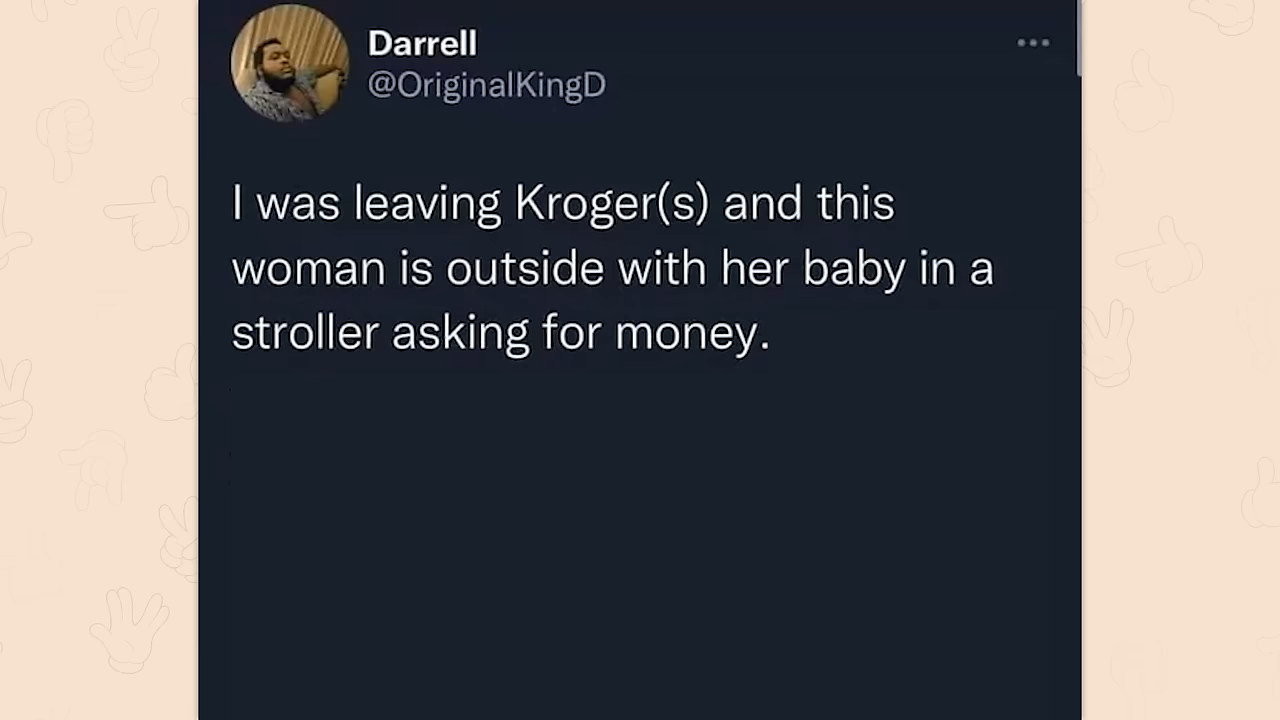 Darrell
@OriginalKingD
I was leaving Kroger(s) and this
woman is outside with her baby in a
stroller asking for money.